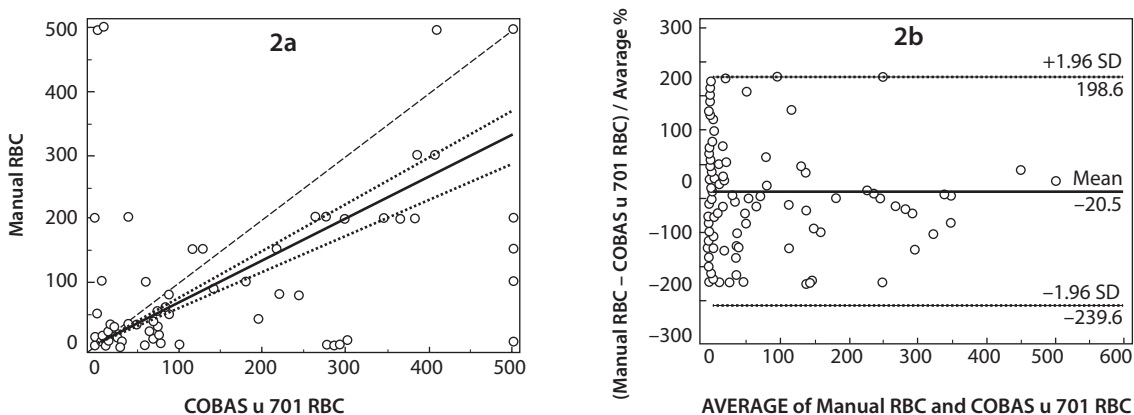 2a
500
400
300
200
100
0
Manual RBC
0 100 200 300 400 500
COBAS u 701 RBC
2b
300
200
100
0
−100
−200
−300
(Manual RBC – COBAS u 701 RBC) / Avarage %
+1.96 SD
198.6
Mean
−20.5
−1.96 SD
−239.6
0 100 200 300 400 500 600
AVERAGE of Manual RBC and COBAS u 701 RBC